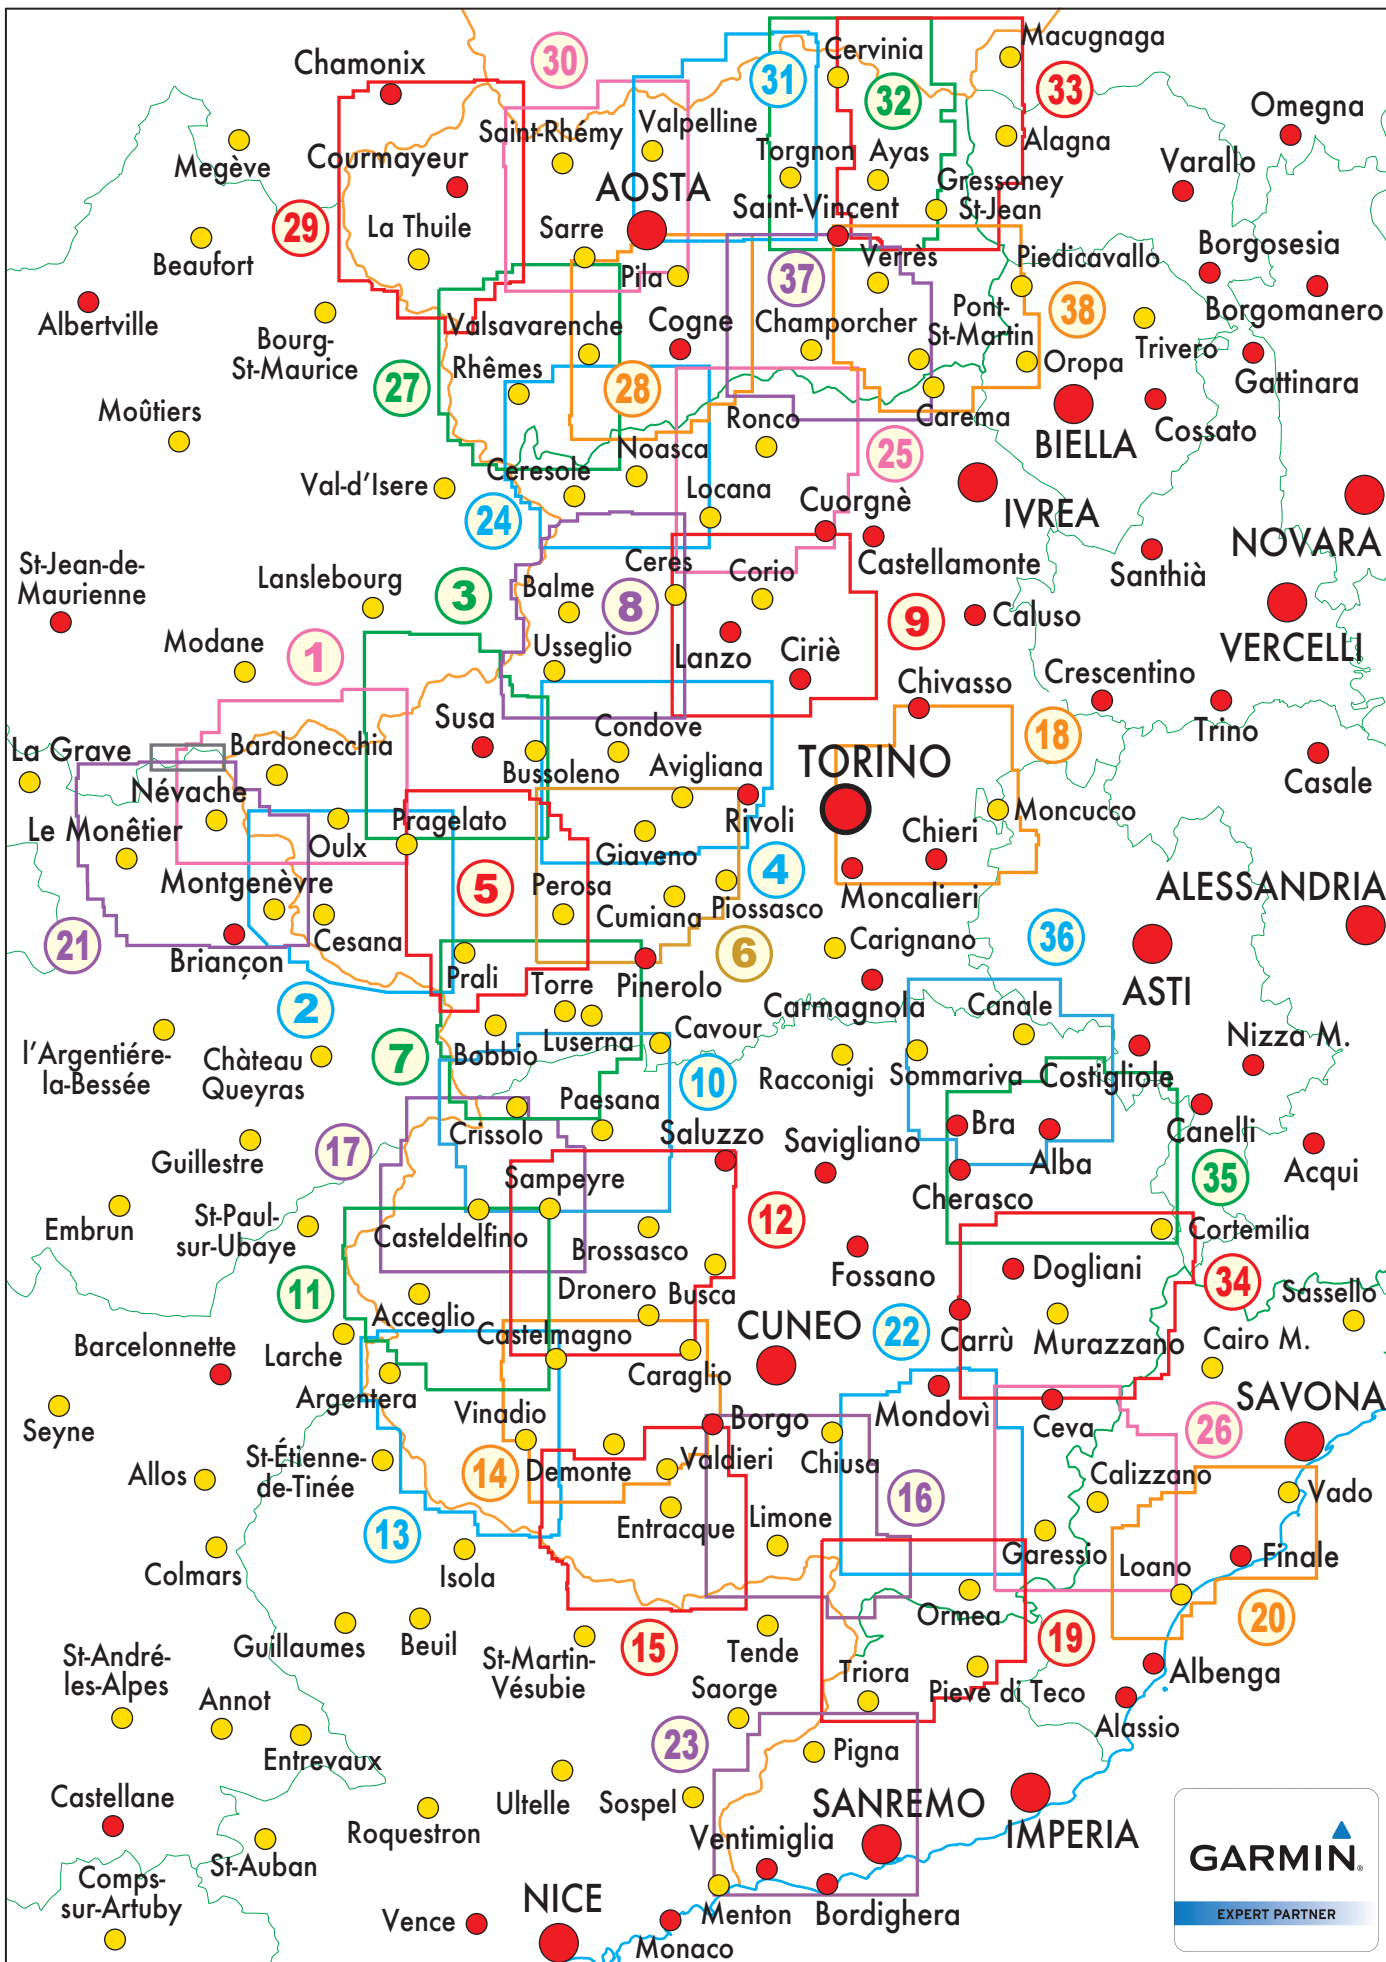 Macugnaga
Cervinia
30
31
Chamonix
33
32
Omegna
Saint-Rhémy
Valpelline
Alagna
Megève
Courmayeur
Torgnon
Ayas
Varallo
AOSTA
Gressoney
St-Jean
Saint-Vincent
29
La Thuile
Sarre
Beaufort
Borgosesia
Verrès
Piedicavallo
Pila
37
Albertville
Valsavarenche
Cogne
Champorcher
Pont-
St-Martin
38
Borgomanero
Bourg-
St-Maurice
Trivero
Rhêmes
Oropa
27
28
Gattinara
Moûtiers
Ronco
Carema
BIELLA
Cossato
Noasca
25
Val-d'Isere
Ceresole
Locana
Cuorgnè
IVREA
24
NOVARA
St-Jean-de-
Maurienne
Lanslebourg
3
Balme
8
Ceres
Corio
Castellamonte
Santhià
9
Caluso
Modane
1
Usseglio
Lanzo
Ciriè
VERCELLI
Chivasso
Crescentino
Susa
Condove
18
Trino
La Grave
Bardonecchia
Bussoleno
Avigliana
TORINO
Casale
Névache
Le Monêtier
Oulx
Pragelato
Rivoli
Moncucco
Giaveno
Chieri
Montgenèvre
5
Perosa
4
Moncalieri
ALESSANDRIA
Cumiana
Piossasco
21
Cesana
Briançon
6
Carignano
36
Prali
Torre
Pinerolo
2
Carmagnola
Canale
ASTI
l'Argentiére-
la-Bessée
Château
Queyras
7
Bobbio
Luserna
Cavour
Nizza M.
10
Racconigi
Sommariva
Costigliole
Paesana
Crissolo
Bra
Canelli
17
Guillestre
Saluzzo
Savigliano
Alba
Acqui
Sampeyre
Cherasco
35
Embrun
St-Paul-
sur-Ubaye
Casteldelfino
Brossasco
12
Cortemilia
Fossano
Dogliani
11
Acceglio
Dronero
Busca
34
Sassello
Barcelonnette
Larche
Castelmagno
CUNEO
22
Carrù
Murazzano
Cairo M.
Argentera
Caraglio
Seyne
Vinadio
Borgo
Mondovì
Ceva
SAVONA
26
Allos
St-Étienne-
de-Tinée
14
Demonte
Valdieri
Chiusa
Calizzano
16
Vado
13
Entracque
Limone
Colmars
Isola
Garessio
Loano
Finale
Guillaumes
Beuil
Ormea
20
St-André-
les-Alpes
St-Martin-
Vésubie
15
Tende
19
Triora
Albenga
Annot
Saorge
Pieve di Teco
Alassio
Entrevaux
23
Pigna
Castellane
Ultelle
Sospel
SANREMO
Roquestron
Ventimiglia
IMPERIA
St-Auban
Comps-
sur-Artuby
NICE
Vence
Menton
Bordighera
Monaco
GARMIN®
EXPERT PARTNER